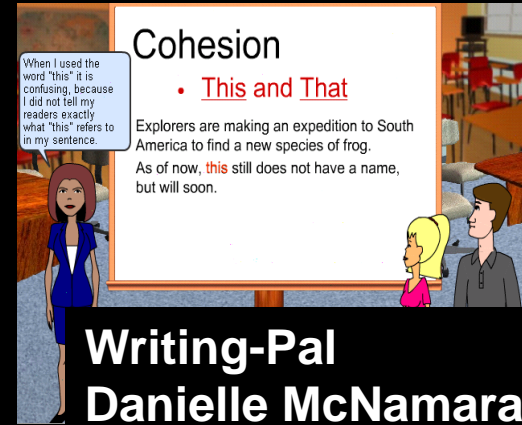 Cohesion
• This and That
When I used the
word "this" it is
confusing, because
I did not tell my
readers exactly
what "this" refers to
in my sentence.
Explorers are making an expedition to South
America to find a new species of frog.
As of now, this still does not have a name,
but will soon.
Writing-Pal
Danielle McNamara